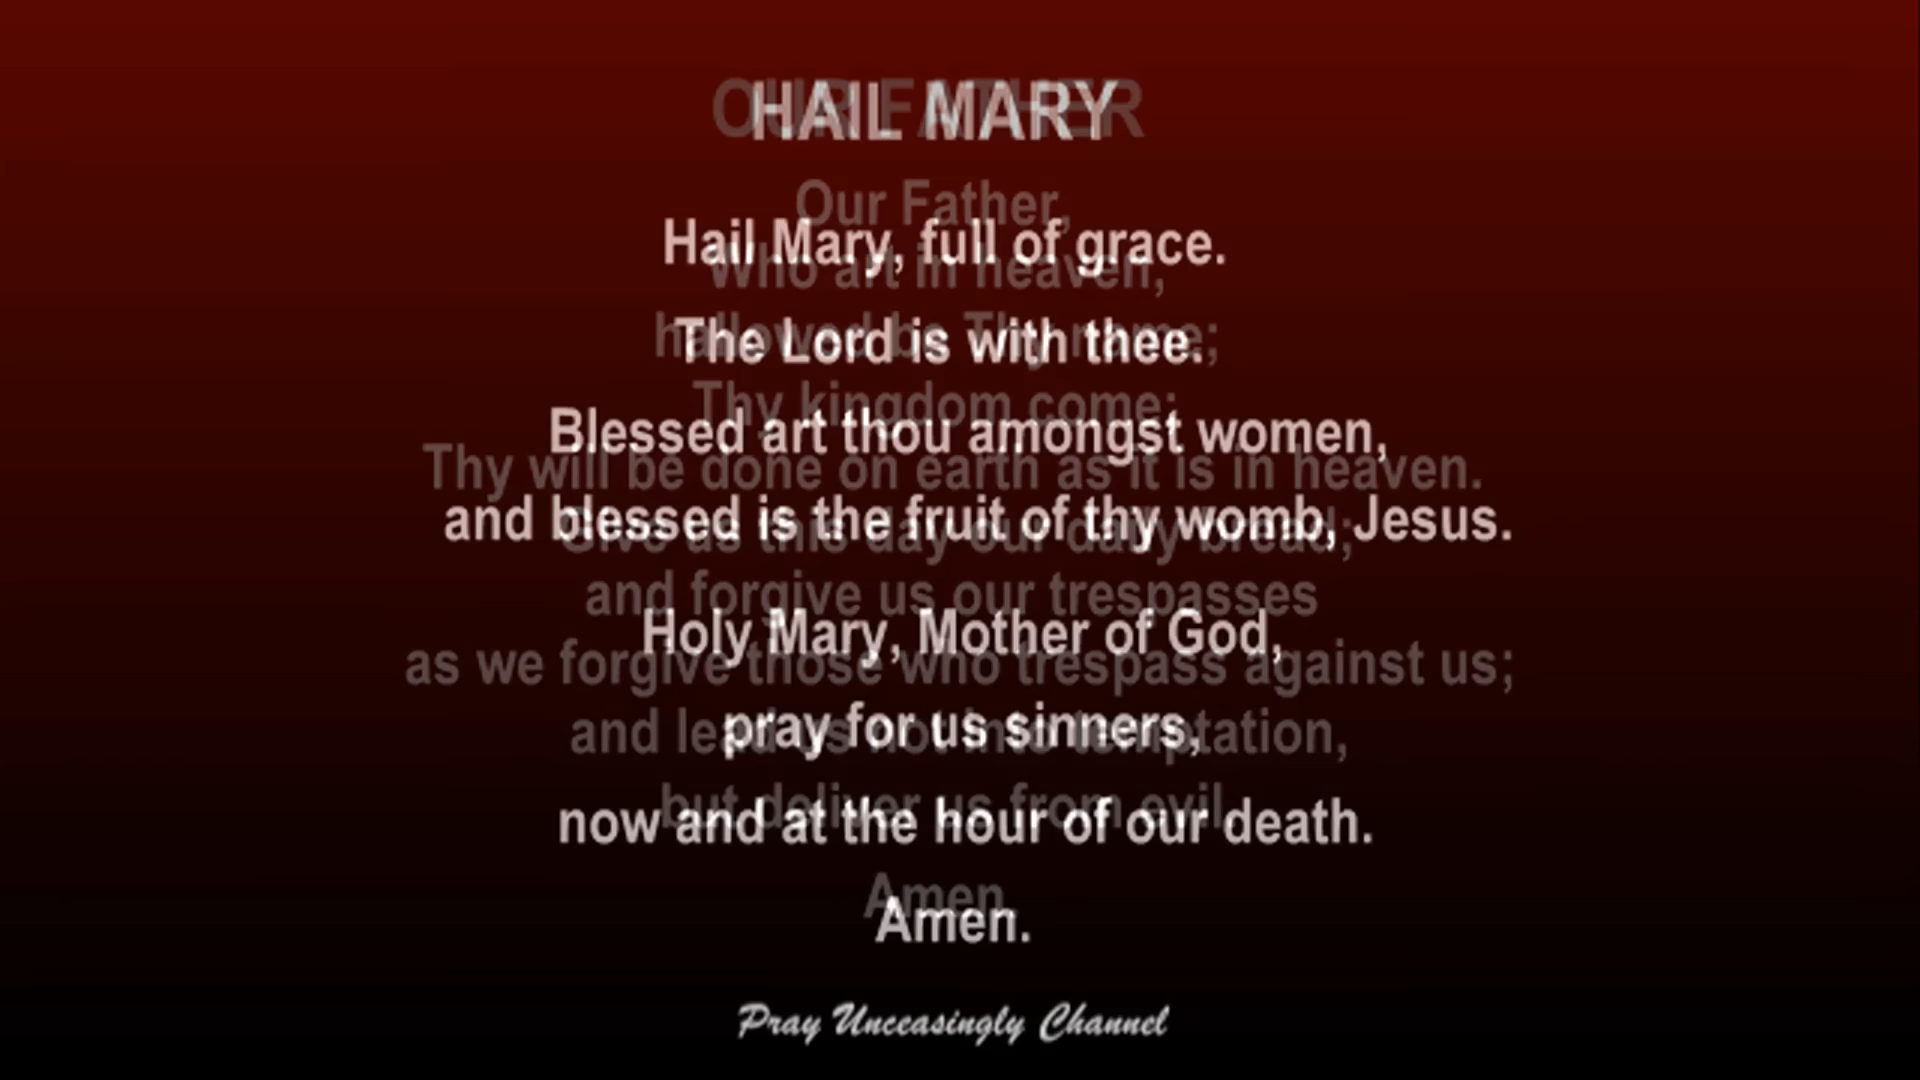 HAIL MARY
Hail Mary, full of grace.
The Lord is with thee.
Blessed art thou amongst women,
and blessed is the fruit of thy womb, Jesus.
Holy Mary, Mother of God,
pray for us sinners,
now and at the hour of our death.
Amen.
OUR FATHER
Our Father,
Who art in heaven,
hallowed be Thy name;
Thy kingdom come;
Thy will be done on earth as it is in heaven.
Give us this day our daily bread;
and forgive us our trespasses
as we forgive those who trespass against us;
and lead us not into temptation,
but deliver us from evil.
Amen.
Pray Unceasingly Channel